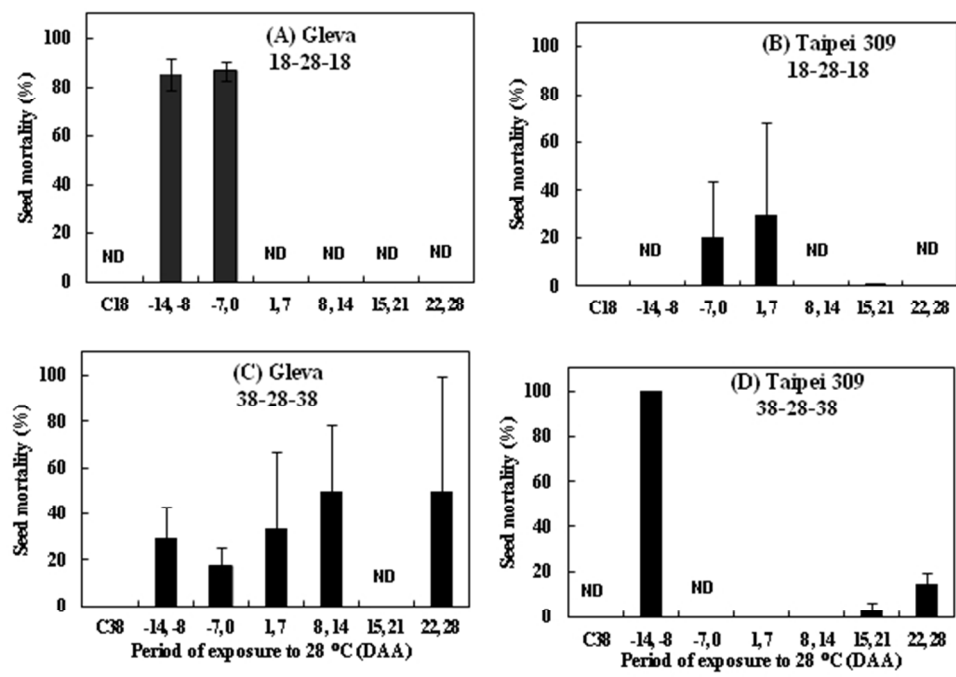 (A) Gleva
18-28-18
Seed mortality (%)
100
80
60
40
20
0
ND
ND
ND
ND
ND
C18
-14, -8
-7, 0
1, 7
8, 14
15, 21
22, 28
(B) Taipei 309
18-28-18
Seed mortality (%)
100
80
60
40
20
0
ND
ND
ND
C18
-14, -8
-7, 0
1, 7
8, 14
15, 21
22, 28
(C) Gleva
38-28-38
Seed mortality (%)
100
80
60
40
20
0
ND
C38
-14, -8
-7, 0
1, 7
8, 14
15, 21
22, 28
Period of exposure to 28 °C (DAA)
(D) Taipei 309
38-28-38
Seed mortality (%)
100
80
60
40
20
0
ND
ND
C38
-14, -8
-7, 0
1, 7
8, 14
15, 21
22, 28
Period of exposure to 28 °C (DAA)